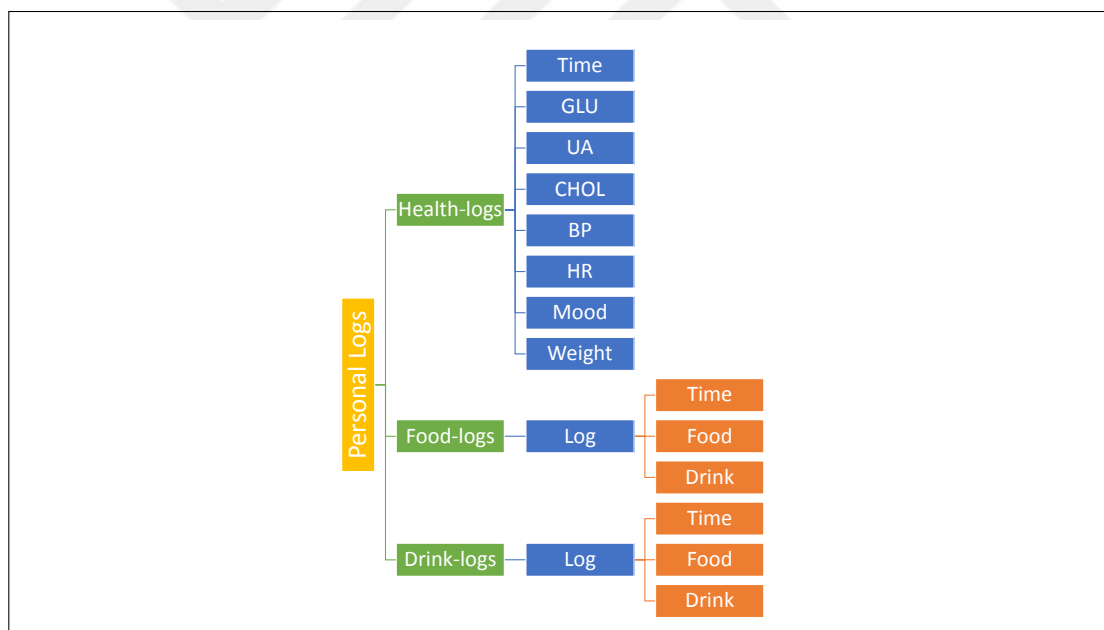 Personal Logs
Health-logs
Time
GLU
UA
CHOL
BP
HR
Mood
Weight
Food-logs
Log
Time
Food
Drink
Drink-logs
Log
Time
Food
Drink